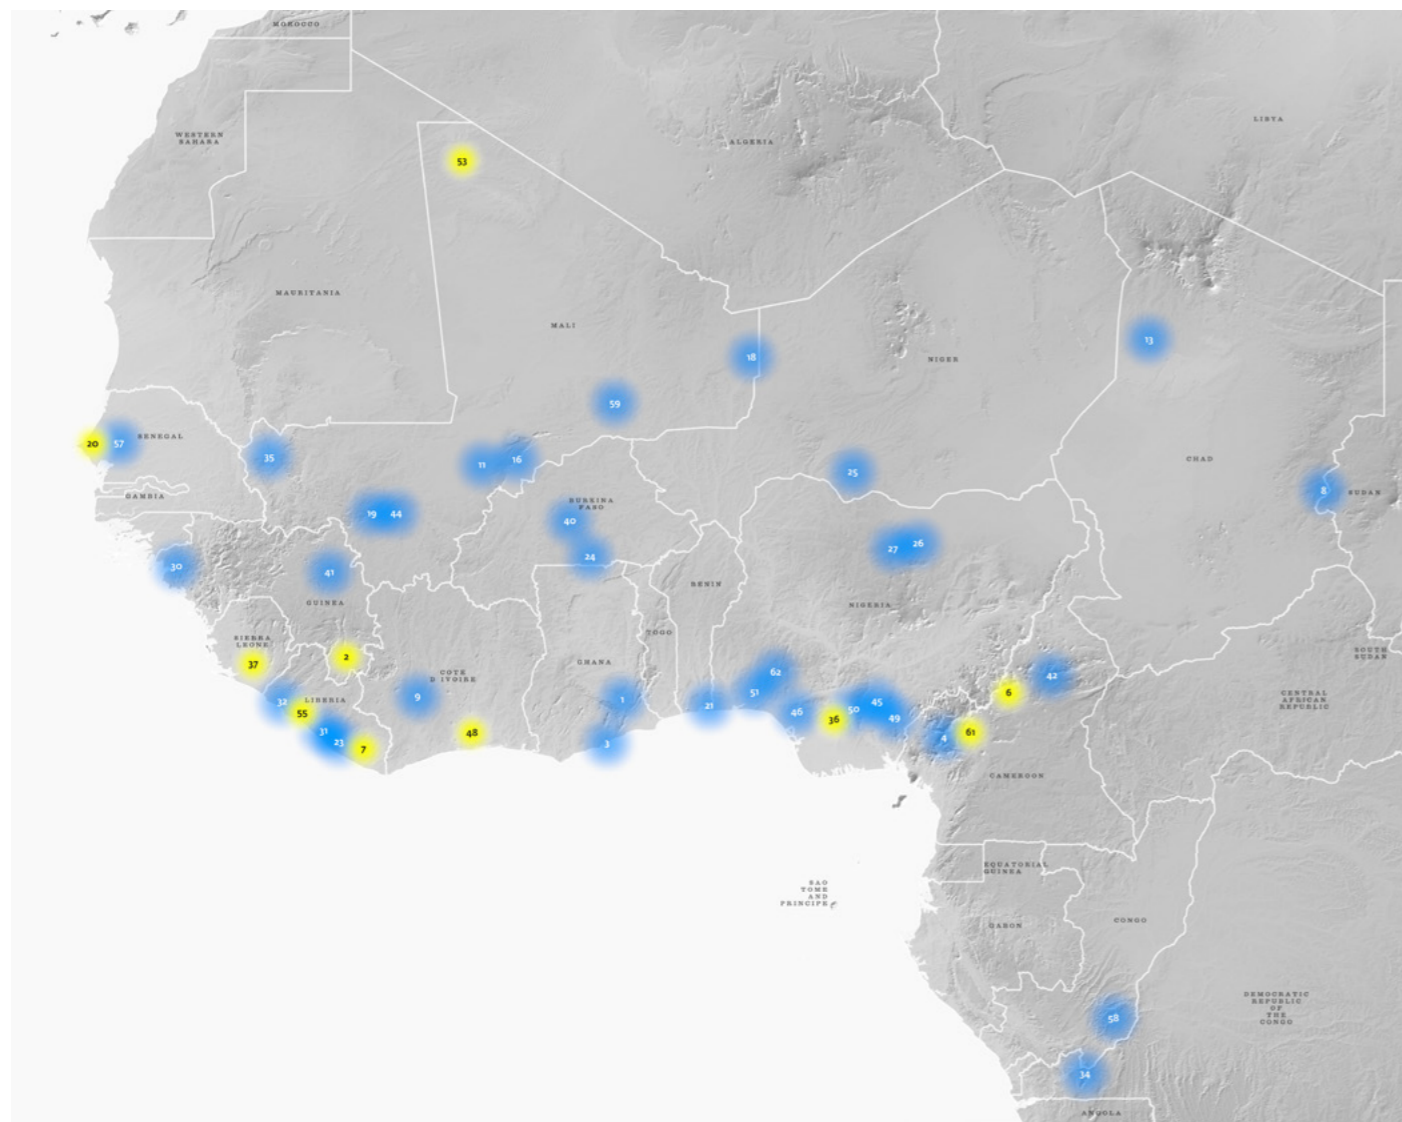 MOROCCO
LIBYA
WESTERN
SAHARA
ALGERIA
53
MAURITANIA
MALI
13
18
NIGER
59
20
57
SENEGAL
35
11
16
25
CHAD
GAMBIA
8
SUDAN
BURKINA
FASO
19
44
40
27
26
24
30
41
BENIN
GUINEA
NIGERIA
SIERRA
LEONE
TOGO
2
37
GHANA
SOUTH
SUDAN
COTE
D IVOIRE
62
42
51
6
9
1
32
LIBERIA
CENTRAL
AFRICAN
REPUBLIC
55
21
46
36
50
45
49
31
23
7
48
3
4
61
CAMEROON
EQUATORIAL
GUINEA
SAO
TOME
AND
PRINCIPE
GABON
CONGO
DEMOCRATIC
REPUBLIC
OF
THE
CONGO
58
34
ANGOLA